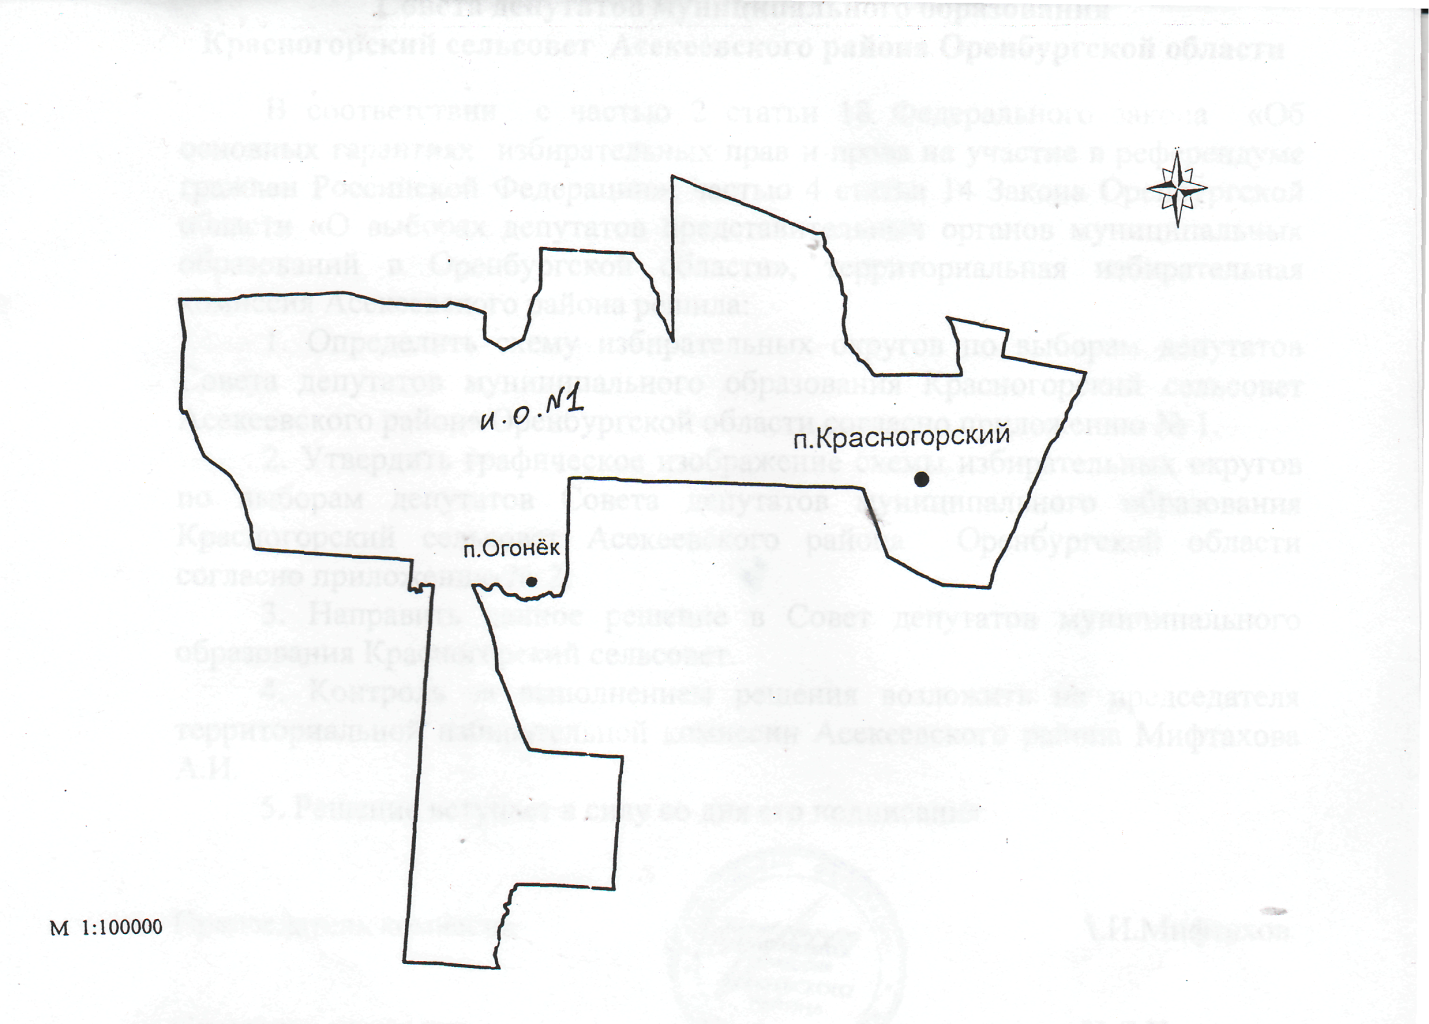 Совета депутатов муниципального образования
Красногорский сельсовет Асекеевского района Оренбургской области
В соответствии с частью 2 статьи 18 Федерального закона «Об
основных гарантиях избирательных прав и права на участие в референдуме
граждан Российской Федерации» частью 4 статьи 14 Закона Оренбургской
области «О выборах депутатов представительных органов муниципальных
образований в Оренбургской области», территориальная избирательная
комиссия Асекеевского района решила:
1. Определить схему избирательных округов по выборам депутатов
Совета депутатов муниципального образования Красногорский сельсовет
Асекеевского района Оренбургской области согласно приложению № 1.
и.о.№1
п.Красногорский
2. Утвердить графическое изображение схемы избирательных округов
по выборам депутатов Совета депутатов муниципального образования
Красногорский сельсовет Асекеевского района Оренбургской области
п.Огонёк
согласно приложению № 2
3. Направить данное решение в Совет депутатов муниципального
образования Красногорский сельсовет.
4. Контроль за выполнением решения возложить на председателя
территориальной избирательной комиссии Асекеевского района Мифтахова
А.И.
5. Решение вступает в силу со дня его подписания
М 1:100000
Председатель комиссии А.И.Мифтахов